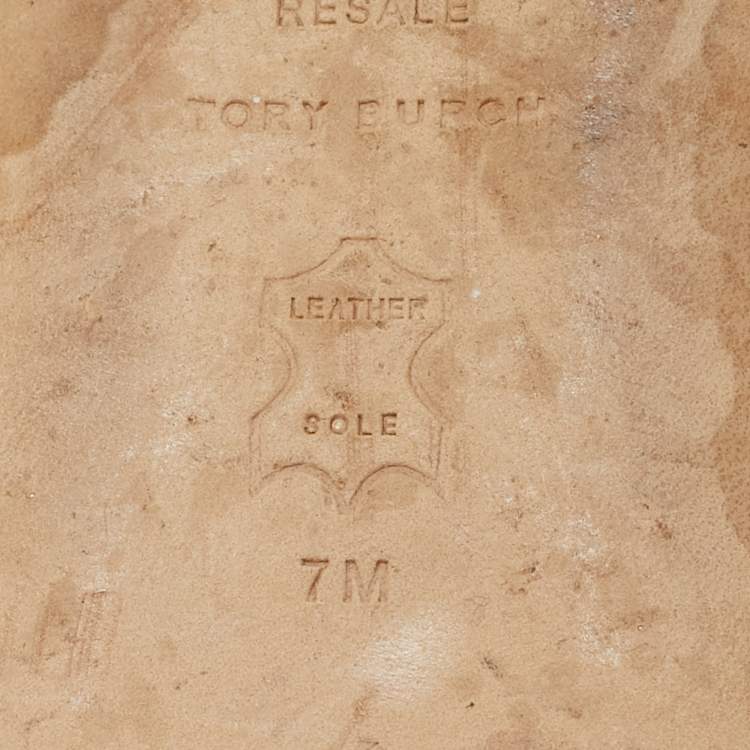 RESALE
TORY BURCH
LEATHER
SOLE
7M